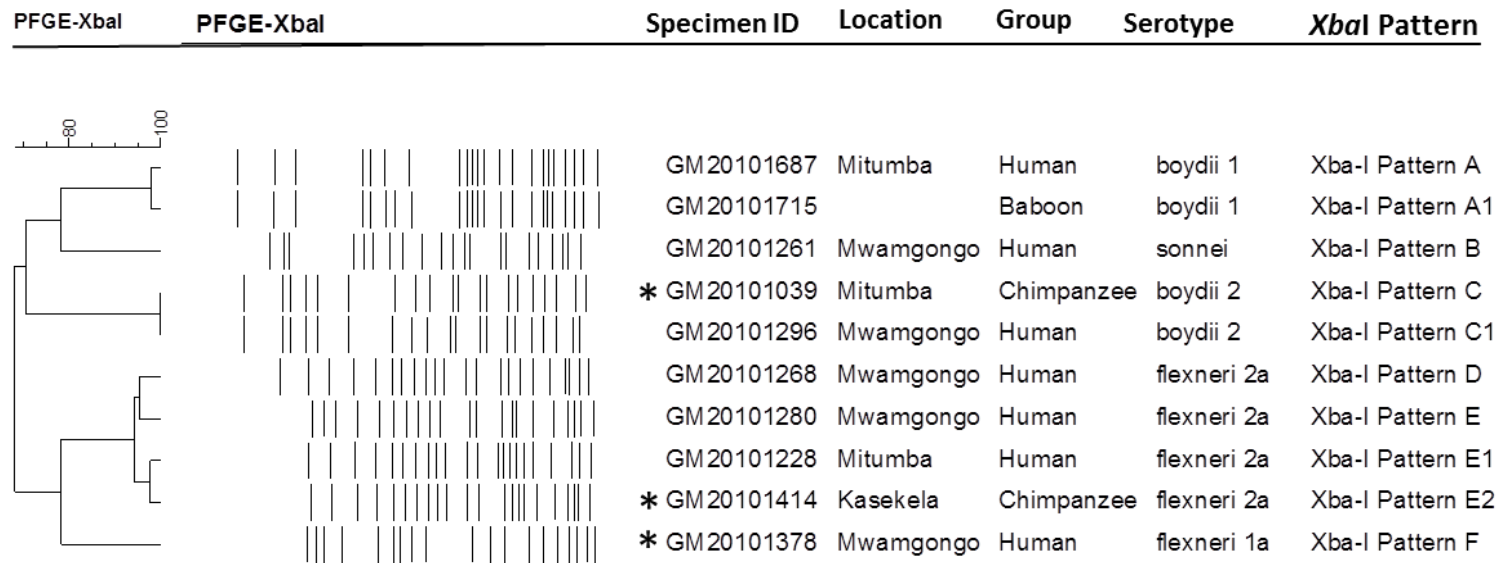 PFGE-XbaI PFGE-XbaI Specimen ID Location Group Serotype XbaI Pattern
80 100
GM20101687 Mitumba Human boydii 1 Xba-I Pattern A
GM20101715 Baboon boydii 1 Xba-I Pattern A1
GM20101261 Mwamgongo Human sonnei Xba-I Pattern B
* GM20101039 Mitumba Chimpanzee boydii 2 Xba-I Pattern C
GM20101296 Mwamgongo Human boydii 2 Xba-I Pattern C1
GM20101268 Mwamgongo Human flexneri 2a Xba-I Pattern D
GM20101280 Mwamgongo Human flexneri 2a Xba-I Pattern E
GM20101228 Mitumba Human flexneri 2a Xba-I Pattern E1
* GM20101414 Kasekela Chimpanzee flexneri 2a Xba-I Pattern E2
* GM20101378 Mwamgongo Human flexneri 1a Xba-I Pattern F